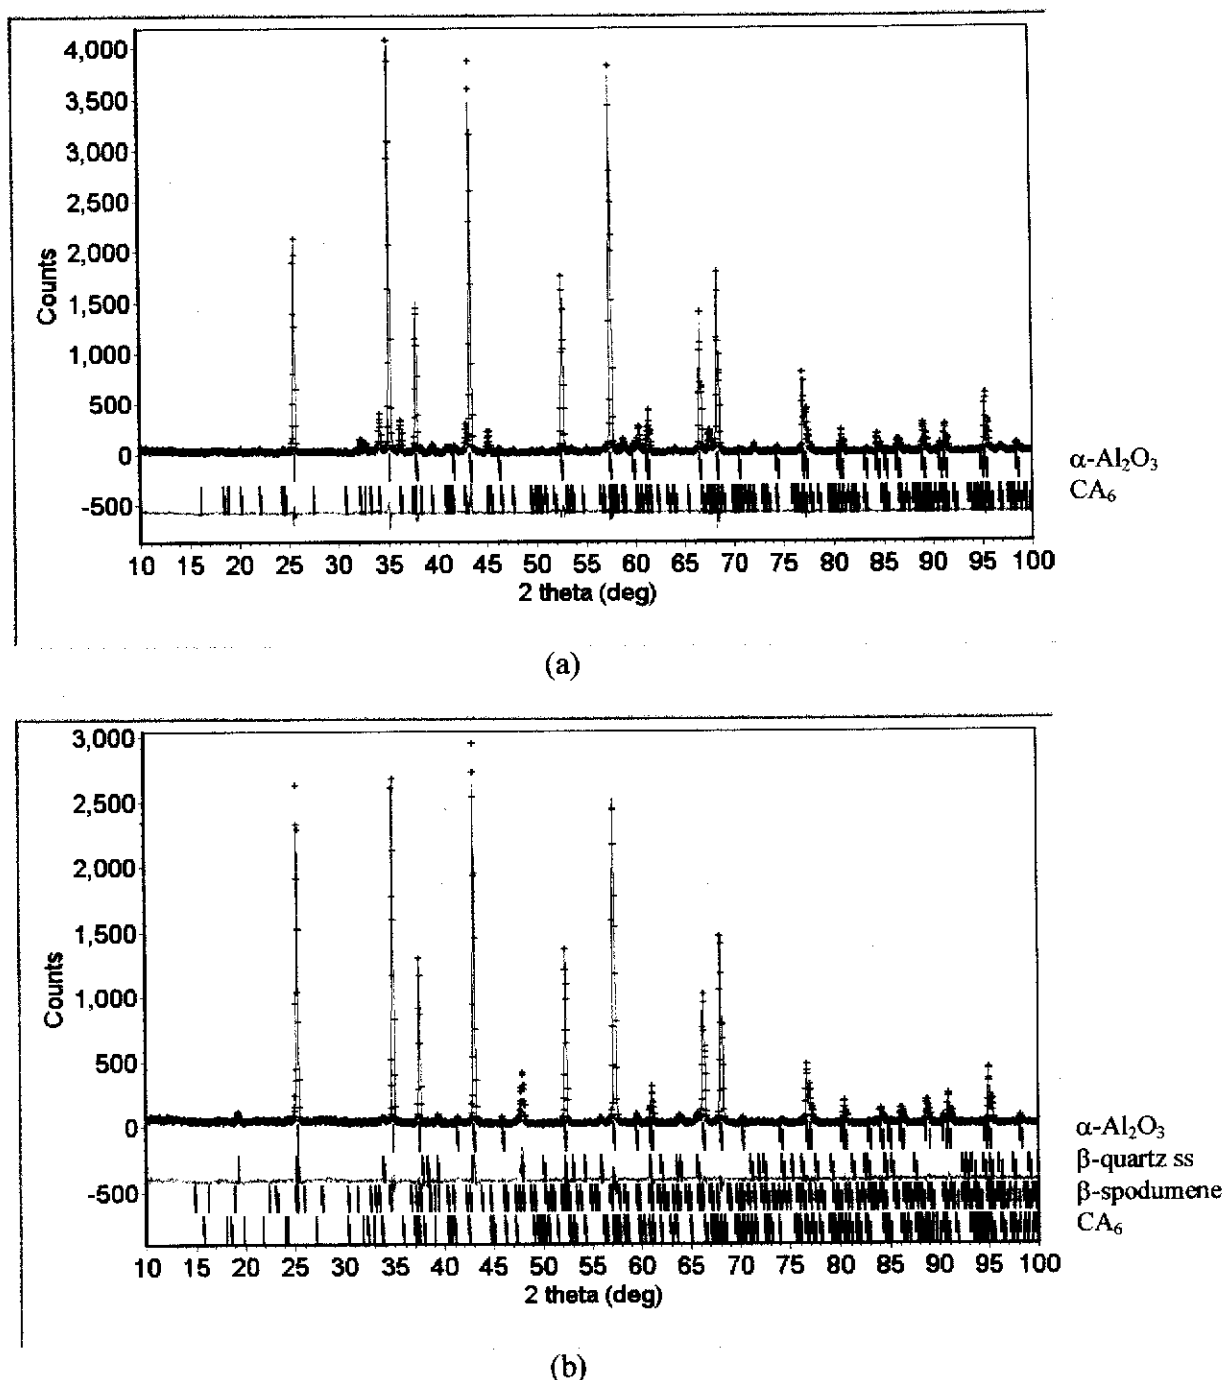 4,000
3,500
3,000
2,500
2,000
1,500
1,000
500
0
-500
Counts
10 15 20 25 30 35 40 45 50 55 60 65 70 75 80 85 90 95 100
2 theta (deg)
α-Al₂O₃
CA₆
(a)
3,000
2,500
2,000
1,500
1,000
500
0
-500
Counts
10 15 20 25 30 35 40 45 50 55 60 65 70 75 80 85 90 95 100
2 theta (deg)
α-Al₂O₃
β-quartz ss
β-spodumene
CA₆
(b)